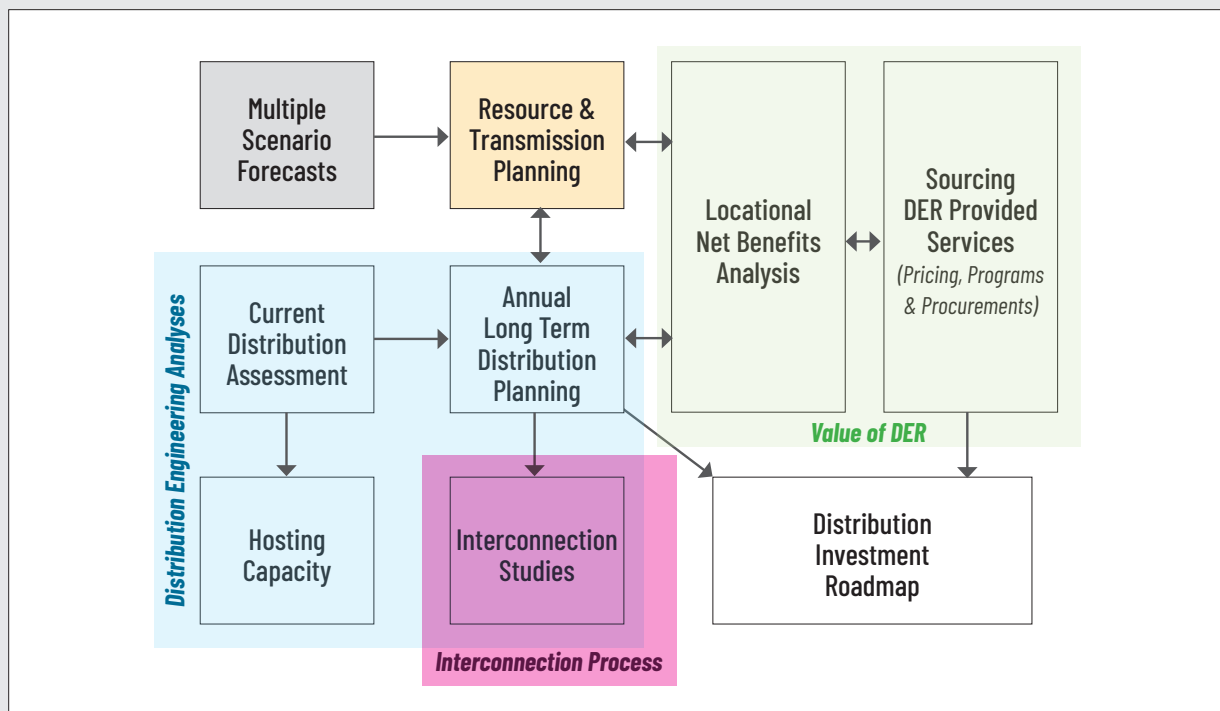 Multiple
Scenario
Forecasts
Resource &
Transmission
Planning
Locational
Net Benefits
Analysis
Sourcing
DER Provided
Services
(Pricing, Programs
& Procurements)
Value of DER
Distribution Engineering Analyses
Current
Distribution
Assessment
Annual
Long Term
Distribution
Planning
Hosting
Capacity
Interconnection
Studies
Interconnection Process
Distribution
Investment
Roadmap